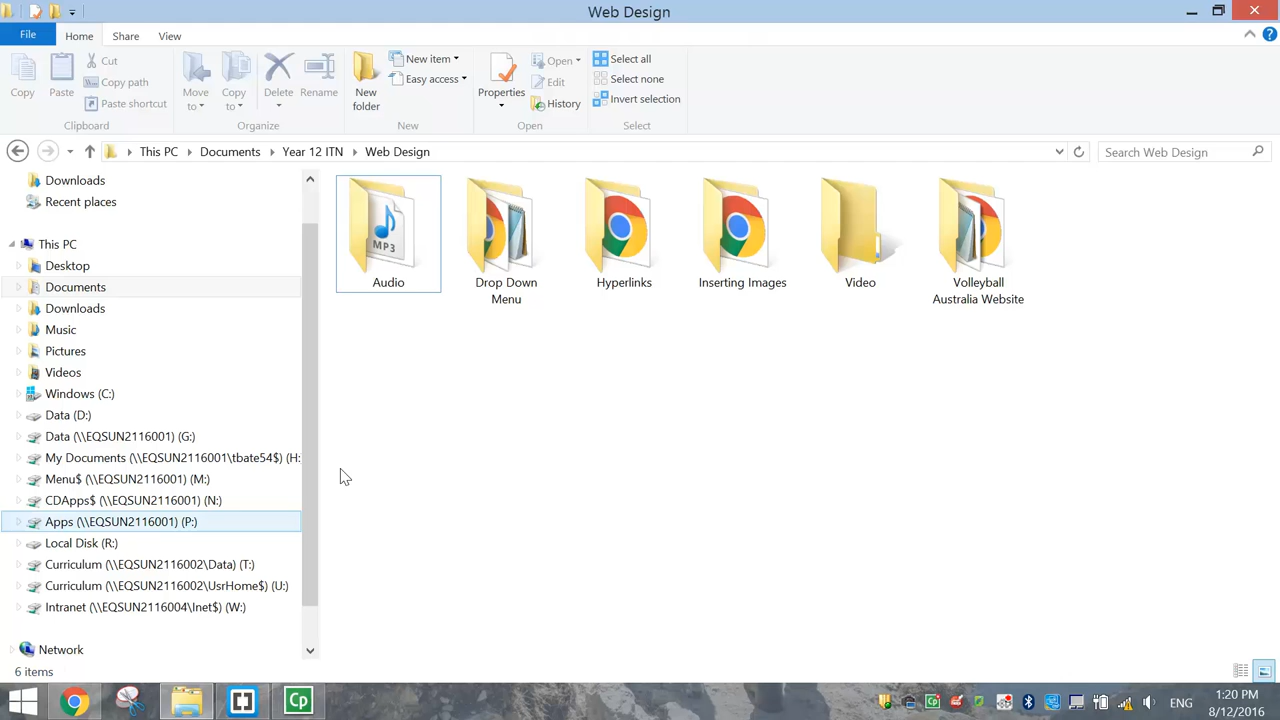 Web Design
File
Home
Share
View
Copy
Paste
Cut
Copy path
Paste shortcut
Clipboard
Move to
Copy to
Delete
Rename
Organize
New folder
New item
Easy access
New
Properties
Open
Edit
History
Open
Select all
Select none
Invert selection
Select
This PC
Documents
Year 12 ITN
Web Design
Search Web Design
Downloads
Recent places
This PC
Desktop
Documents
Downloads
Music
Pictures
Videos
Windows (C:)
Data (D:)
Data (\\EQSUN2116001) (G:)
My Documents (\\EQSUN2116001\tbate54$) (H:
Menu$ (\\EQSUN2116001) (M:)
CDApps$ (\\EQSUN2116001) (N:)
Apps (\\EQSUN2116001) (P:)
Local Disk (R:)
Curriculum (\\EQSUN2116002\Data) (T:)
Curriculum (\\EQSUN2116002\UsrHome$) (U:)
Intranet (\\EQSUN2116004\Inet$) (W:)
Network
MP3
Audio
Drop Down
Menu
Hyperlinks
Inserting Images
Video
Volleyball
Australia Website
6 items
Cp
ENG
1:20 PM
8/12/2016